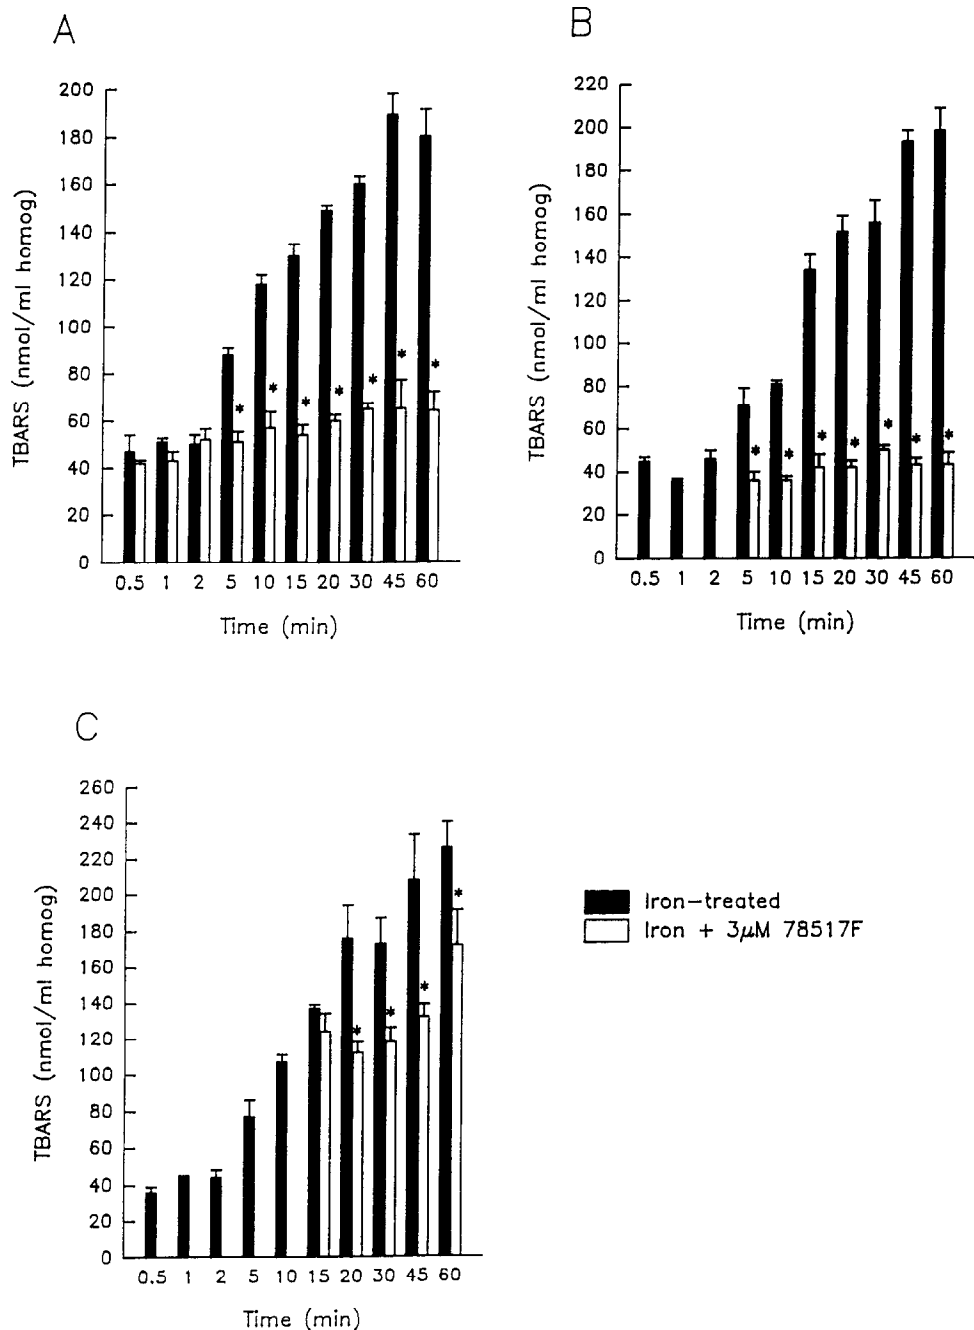 A
200
180
160
140
120
100
80
60
40
20
0
TBARS (nmol/ml homog)
* * * * * * *
0.5 1 2 5 10 15 20 30 45 60
Time (min)
B
220
200
180
160
140
120
100
80
60
40
20
0
TBARS (nmol/ml homog)
* * * * * * *
0.5 1 2 5 10 15 20 30 45 60
Time (min)
C
260
240
220
200
180
160
140
120
100
80
60
40
20
0
TBARS (nmol/ml homog)
* * * *
0.5 1 2 5 10 15 20 30 45 60
Time (min)
Iron-treated
Iron + 3μM 78517F